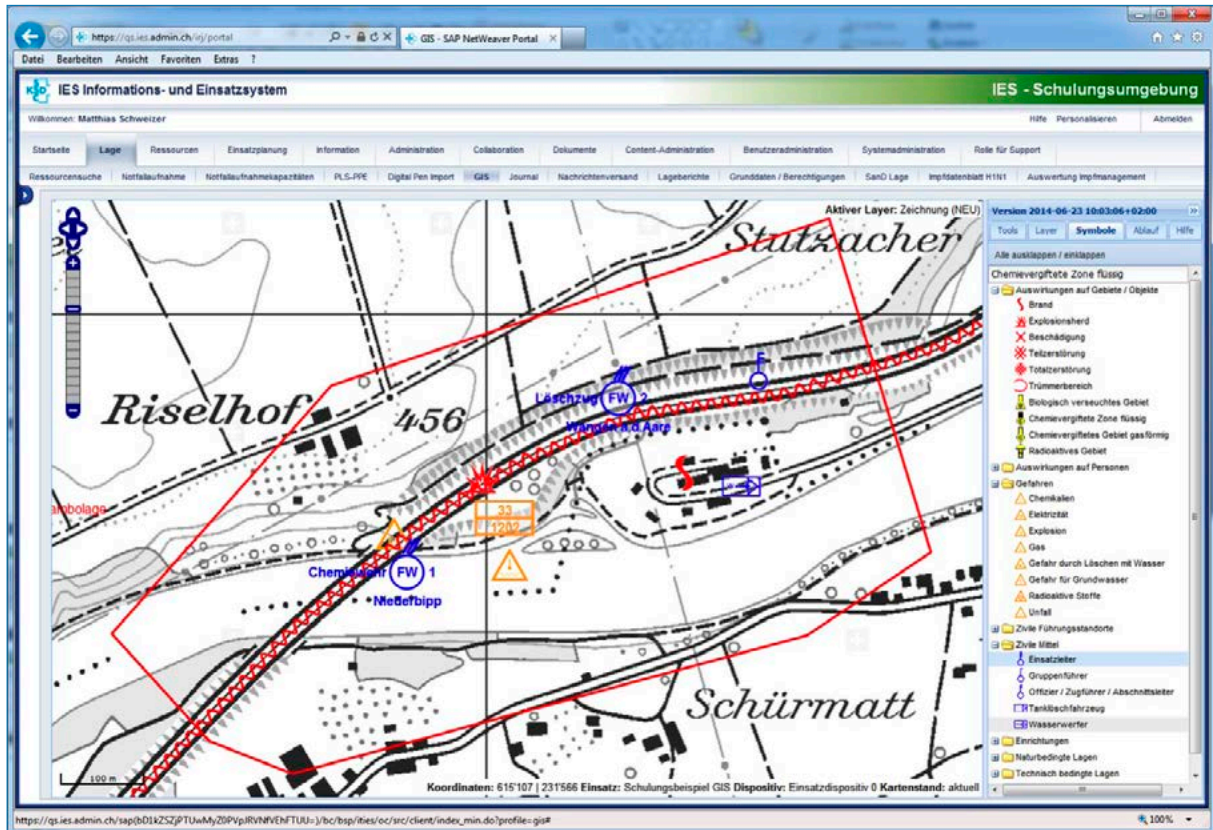 https://qs.ies.admin.ch/irj/portal
GIS - SAP NetWeaver Portal
Datei Bearbeiten Ansicht Favoriten Extras ?
KSD IES Informations- und Einsatzsystem
IES - Schulungsumgebung
Willkommen: Matthias Schweizer
Hilfe Personalisieren Abmelden
Startseite Lage Ressourcen Einsatzplanung Information Administration Collaboration Dokumente Content-Administration Benutzeradministration Systemadministration Rolle für Support
Ressourcensuche Notfallaufnahme Notfallaufnahmekapazitäten PLS-PPE Digital Pen Import GIS Journal Nachrichtenversand Lageberichte Grunddaten / Berechtigungen SanD Lage Impfdatenblatt H1N1 Auswertung Impfmanagement
Aktiver Layer: Zeichnung (NEU)
Stutzacher
Riselhof
456
Löschzug FW 2
Wangen a.d.Aare
F
33
1202
ambolage
Chemiewehr FW 1
Niederbipp
Schürmatt
100 m
Koordinaten: 615'107 | 231'566 Einsatz: Schulungsbeispiel GIS Dispositiv: Einsatzdispositiv 0 Kartenstand: aktuell
Version 2014-06-23 10:03:06+02:00 »
Tools Layer Symbole Ablauf Hilfe
Alle ausklappen / einklappen
Chemievergiftete Zone flüssig
Auswirkungen auf Gebiete / Objekte
Brand
Explosionsherd
Beschädigung
Teilzerstörung
Totalzerstörung
Trümmerbereich
Biologisch verseuchtes Gebiet
Chemievergiftete Zone flüssig
Chemievergiftetes Gebiet gasförmig
Radioaktives Gebiet
Auswirkungen auf Personen
Gefahren
Chemikalien
Elektrizität
Explosion
Gas
Gefahr durch Löschen mit Wasser
Gefahr für Grundwasser
Radioaktive Stoffe
Unfall
Zivile Führungsstandorte
Zivile Mittel
Einsatzleiter
Gruppenführer
Offizier / Zugführer / Abschnittsleiter
Tanklöschfahrzeug
Wasserwerfer
Einrichtungen
Naturbedingte Lagen
Technisch bedingte Lagen
100%